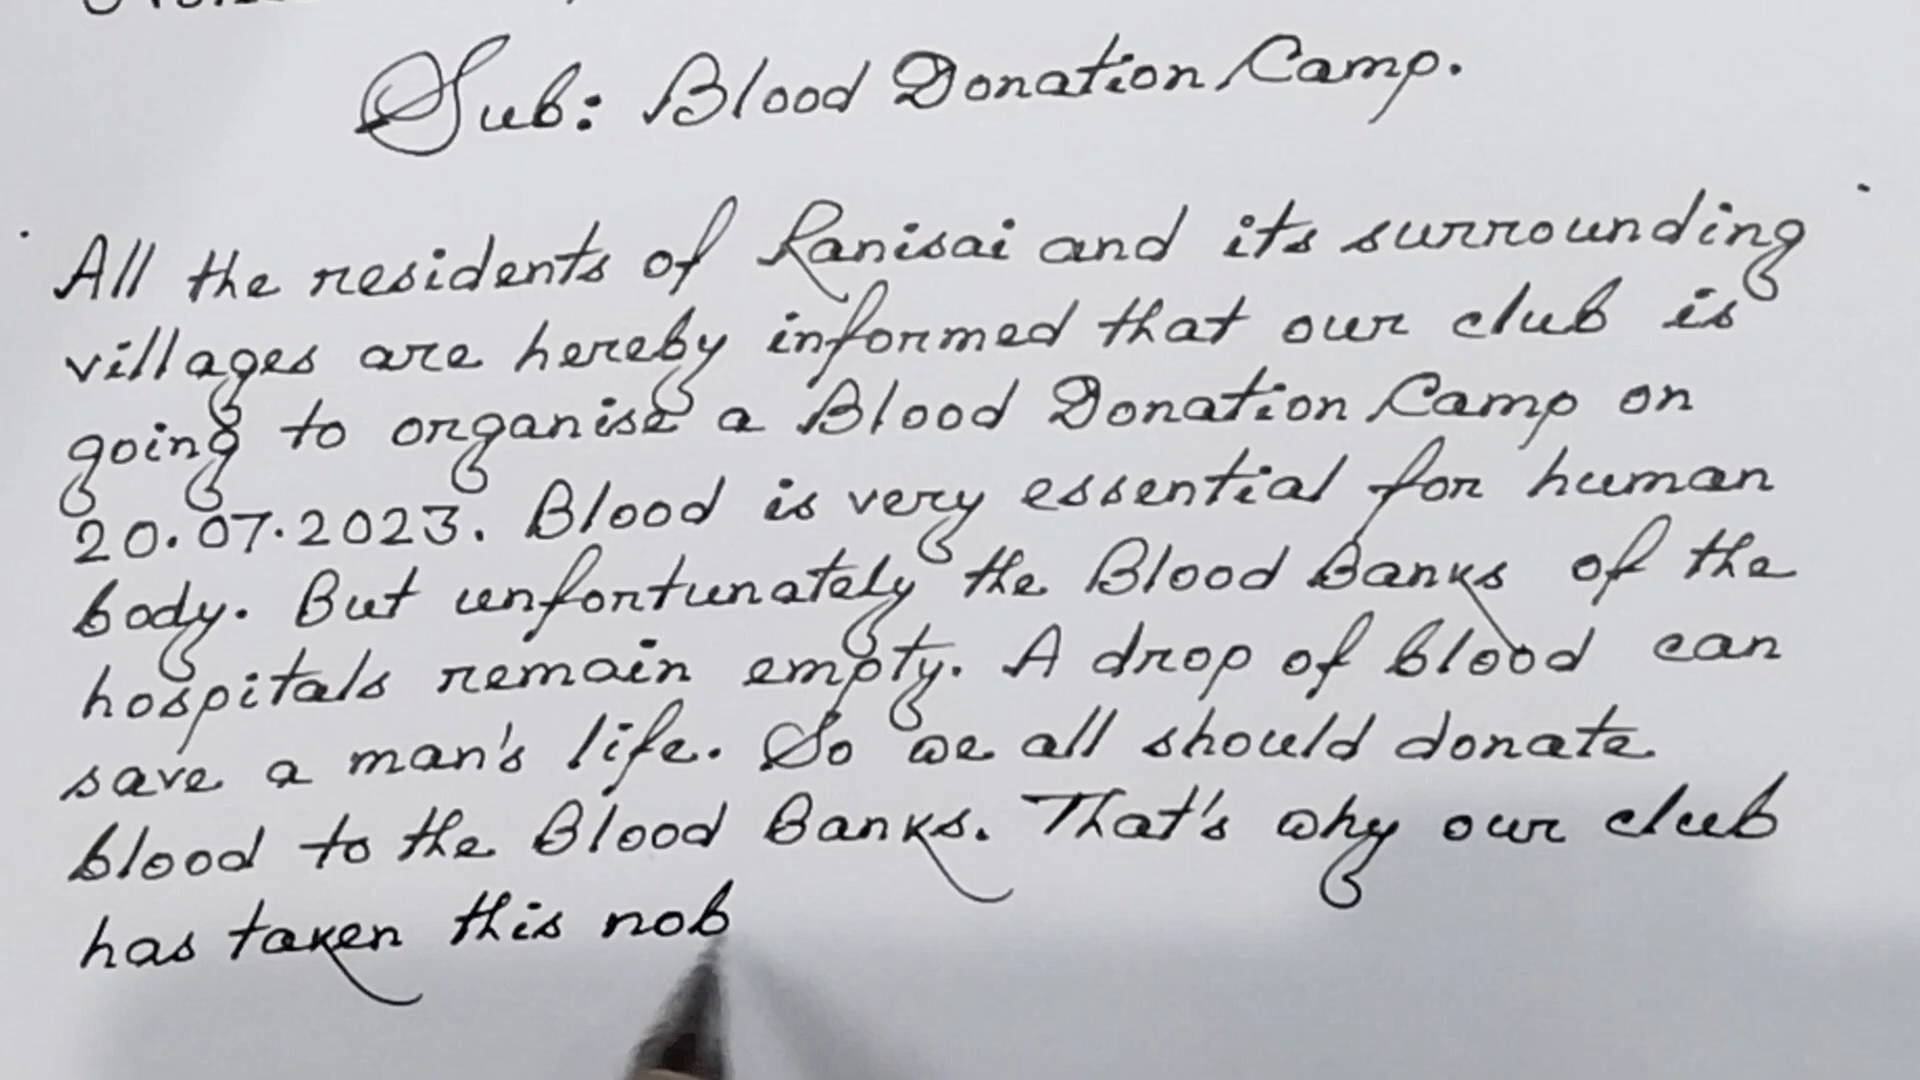 Sub: Blood Donation Camp.
All the residents of Ranisai and its surrounding
villages are hereby informed that our club is
going to organise a Blood Donation Camp on
20.07.2023. Blood is very essential for human
body. But unfortunately the Blood Banks of the
hospitals remain empty. A drop of blood can
save a man's life. So we all should donate
blood to the Blood Banks. That's why our club
has taken this nob